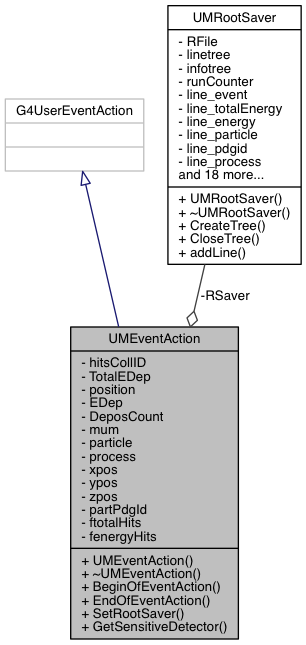 UMRootSaver
- RFile
- linetree
- infotree
- runCounter
- line_event
- line_totalEnergy
- line_energy
- line_particle
- line_pdgid
- line_process
and 18 more...
+ UMRootSaver()
+ ~UMRootSaver()
+ CreateTree()
+ CloseTree()
+ addLine()
G4UserEventAction
-RSaver
UMEventAction
- hitsCollID
- TotalEDep
- position
- EDep
- DeposCount
- mum
- particle
- process
- xpos
- ypos
- zpos
- partPdgId
- ftotalHits
- fenergyHits
+ UMEventAction()
+ ~UMEventAction()
+ BeginOfEventAction()
+ EndOfEventAction()
+ SetRootSaver()
+ GetSensitiveDetector()